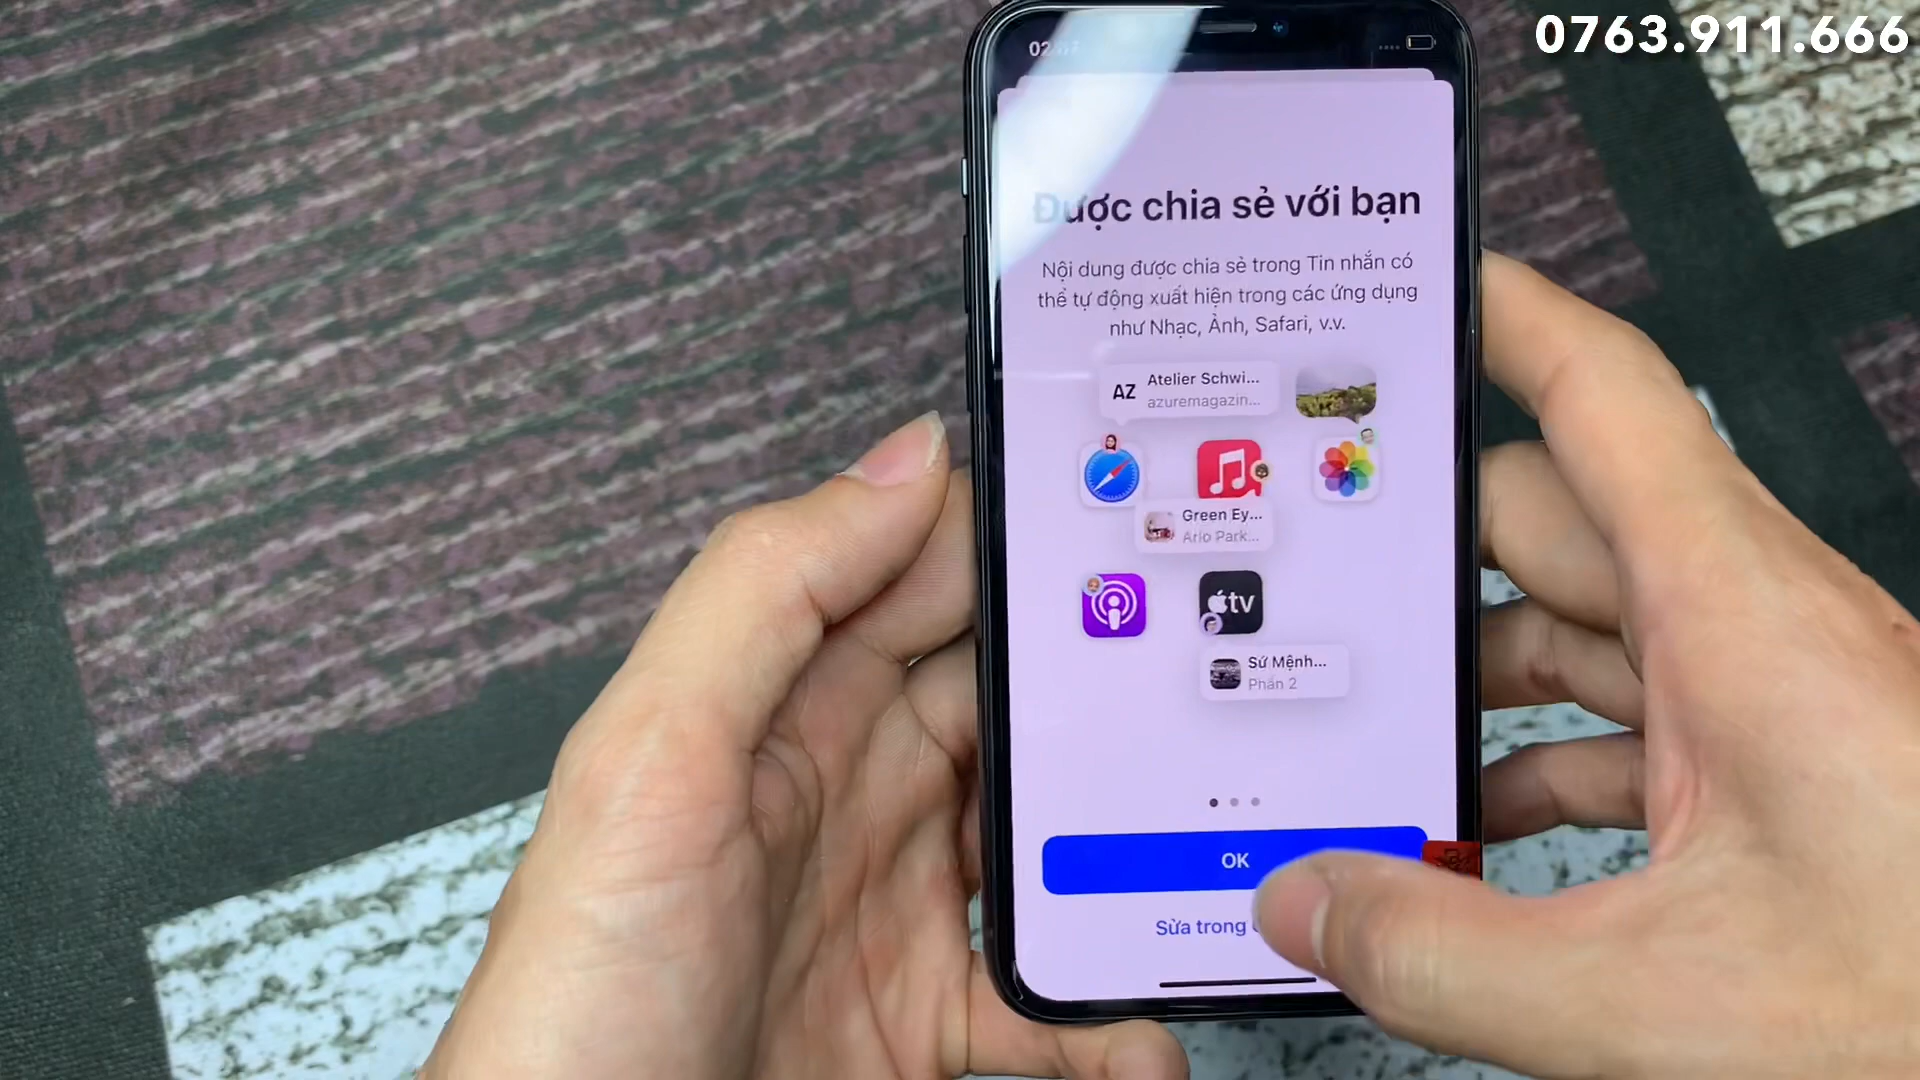 0763.911.666
Được chia sẻ với bạn
Nội dung được chia sẻ trong Tin nhắn có
thể tự động xuất hiện trong các ứng dụng
như Nhạc, Ảnh, Safari, v.v.
AZ
Atelier Schwi...
azuremagazin...
Green Ey...
Arlo Park...
tv
Sứ Mệnh...
Phần 2
OK
Sửa trong